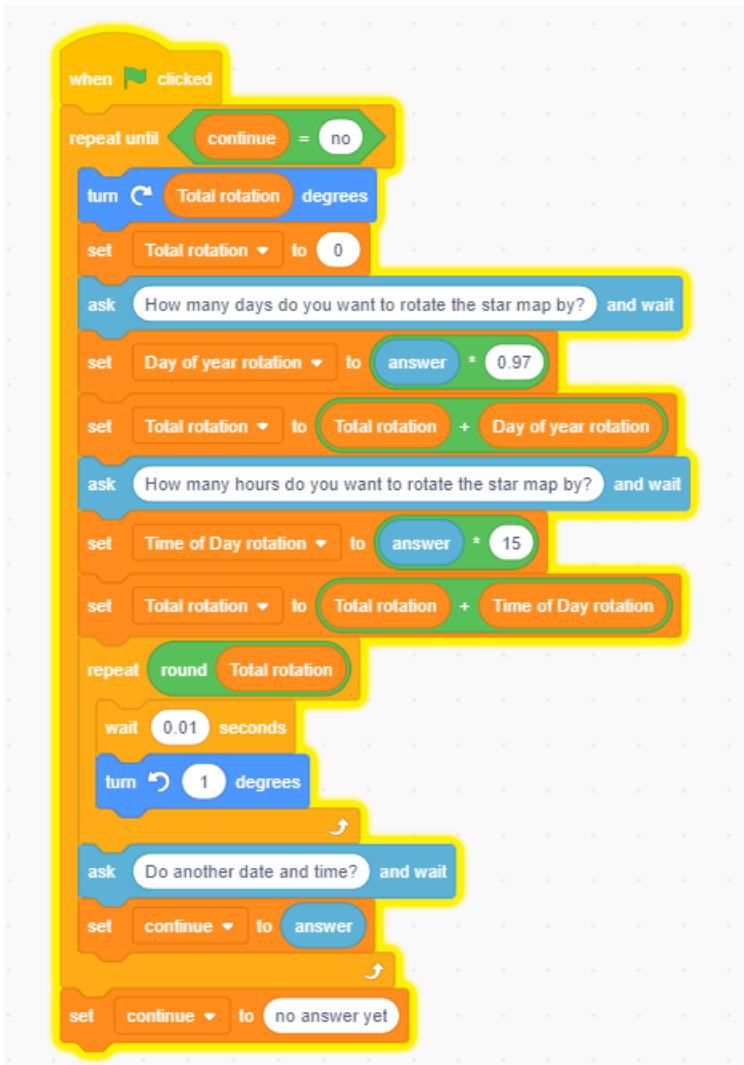 when clicked
repeat until continue = no
turn Total rotation degrees
set Total rotation to 0
ask How many days do you want to rotate the star map by? and wait
set Day of year rotation to answer * 0.97
set Total rotation to Total rotation + Day of year rotation
ask How many hours do you want to rotate the star map by? and wait
set Time of Day rotation to answer * 15
set Total rotation to Total rotation + Time of Day rotation
repeat round Total rotation
wait 0.01 seconds
turn 1 degrees
ask Do another date and time? and wait
set continue to answer
set continue to no answer yet